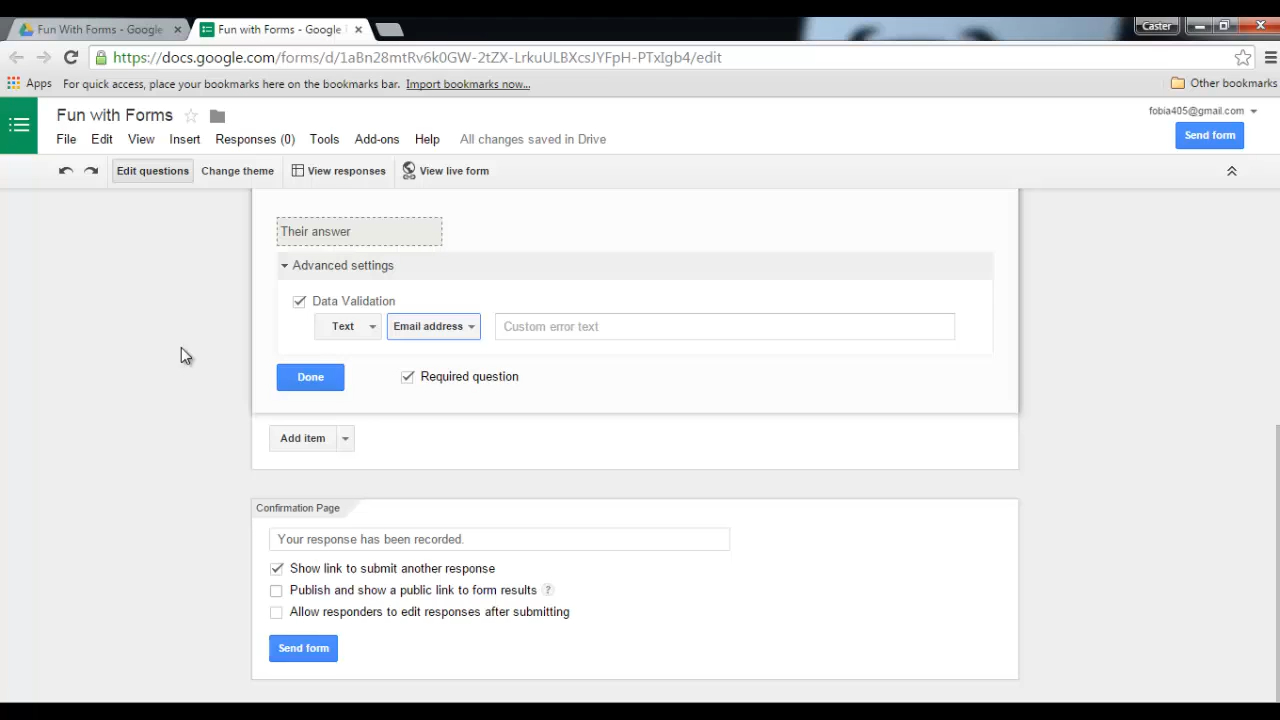 Fun With Forms - Google
Fun with Forms - Google
Caster
https://docs.google.com/forms/d/1aBn28mtRv6k0GW-2tZX-LrkuULBXcsJYFpH-PTxIgb4/edit
Apps For quick access, place your bookmarks here on the bookmarks bar. Import bookmarks now... Other bookmarks
Fun with Forms
fobia405@gmail.com
File Edit View Insert Responses (0) Tools Add-ons Help All changes saved in Drive
Send form
Edit questions Change theme View responses View live form
Their answer
Advanced settings
Data Validation
Text Email address Custom error text
Done Required question
Add item
Confirmation Page
Your response has been recorded.
Show link to submit another response
Publish and show a public link to form results ?
Allow responders to edit responses after submitting
Send form